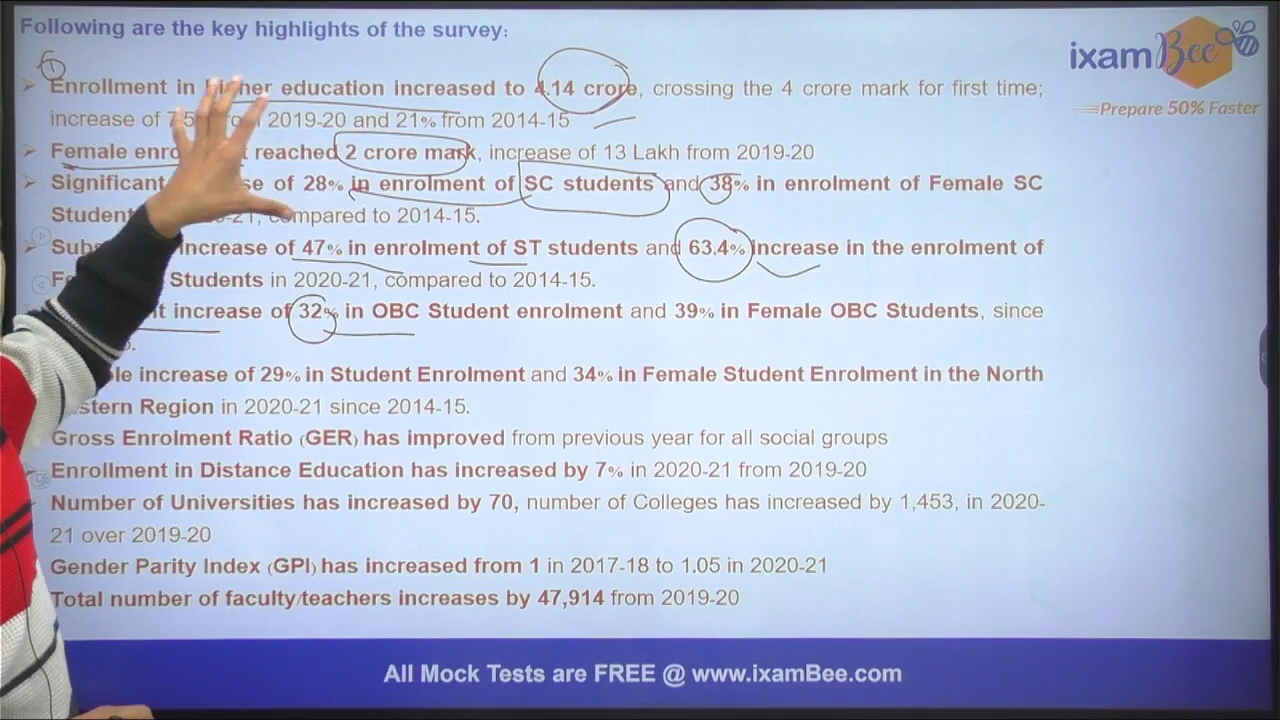 Following are the key highlights of the survey:
ixamBee
Prepare 50% Faster
Enrollment in higher education increased to 4.14 crore, crossing the 4 crore mark for first time;
increase of 2019-20 and 21% from 2014-15
Female reached 2 crore mark, increase of 13 Lakh from 2019-20
Significant of 28% in enrolment of SC students and 38% in enrolment of Female SC
compared to 2014-15.
increase of 47% in enrolment of ST students and 63.4% increase in the enrolment of
Students in 2020-21, compared to 2014-15.
increase of 32% in OBC Student enrolment and 39% in Female OBC Students, since
increase of 29% in Student Enrolment and 34% in Female Student Enrolment in the North
Region in 2020-21 since 2014-15.
Gross Enrolment Ratio (GER) has improved from previous year for all social groups
Enrollment in Distance Education has increased by 7% in 2020-21 from 2019-20
Number of Universities has increased by 70, number of Colleges has increased by 1,453, in 2020-
21 over 2019-20
Gender Parity Index (GPI) has increased from 1 in 2017-18 to 1.05 in 2020-21
Total number of faculty/teachers increases by 47,914 from 2019-20
All Mock Tests are FREE @ www.ixamBee.com